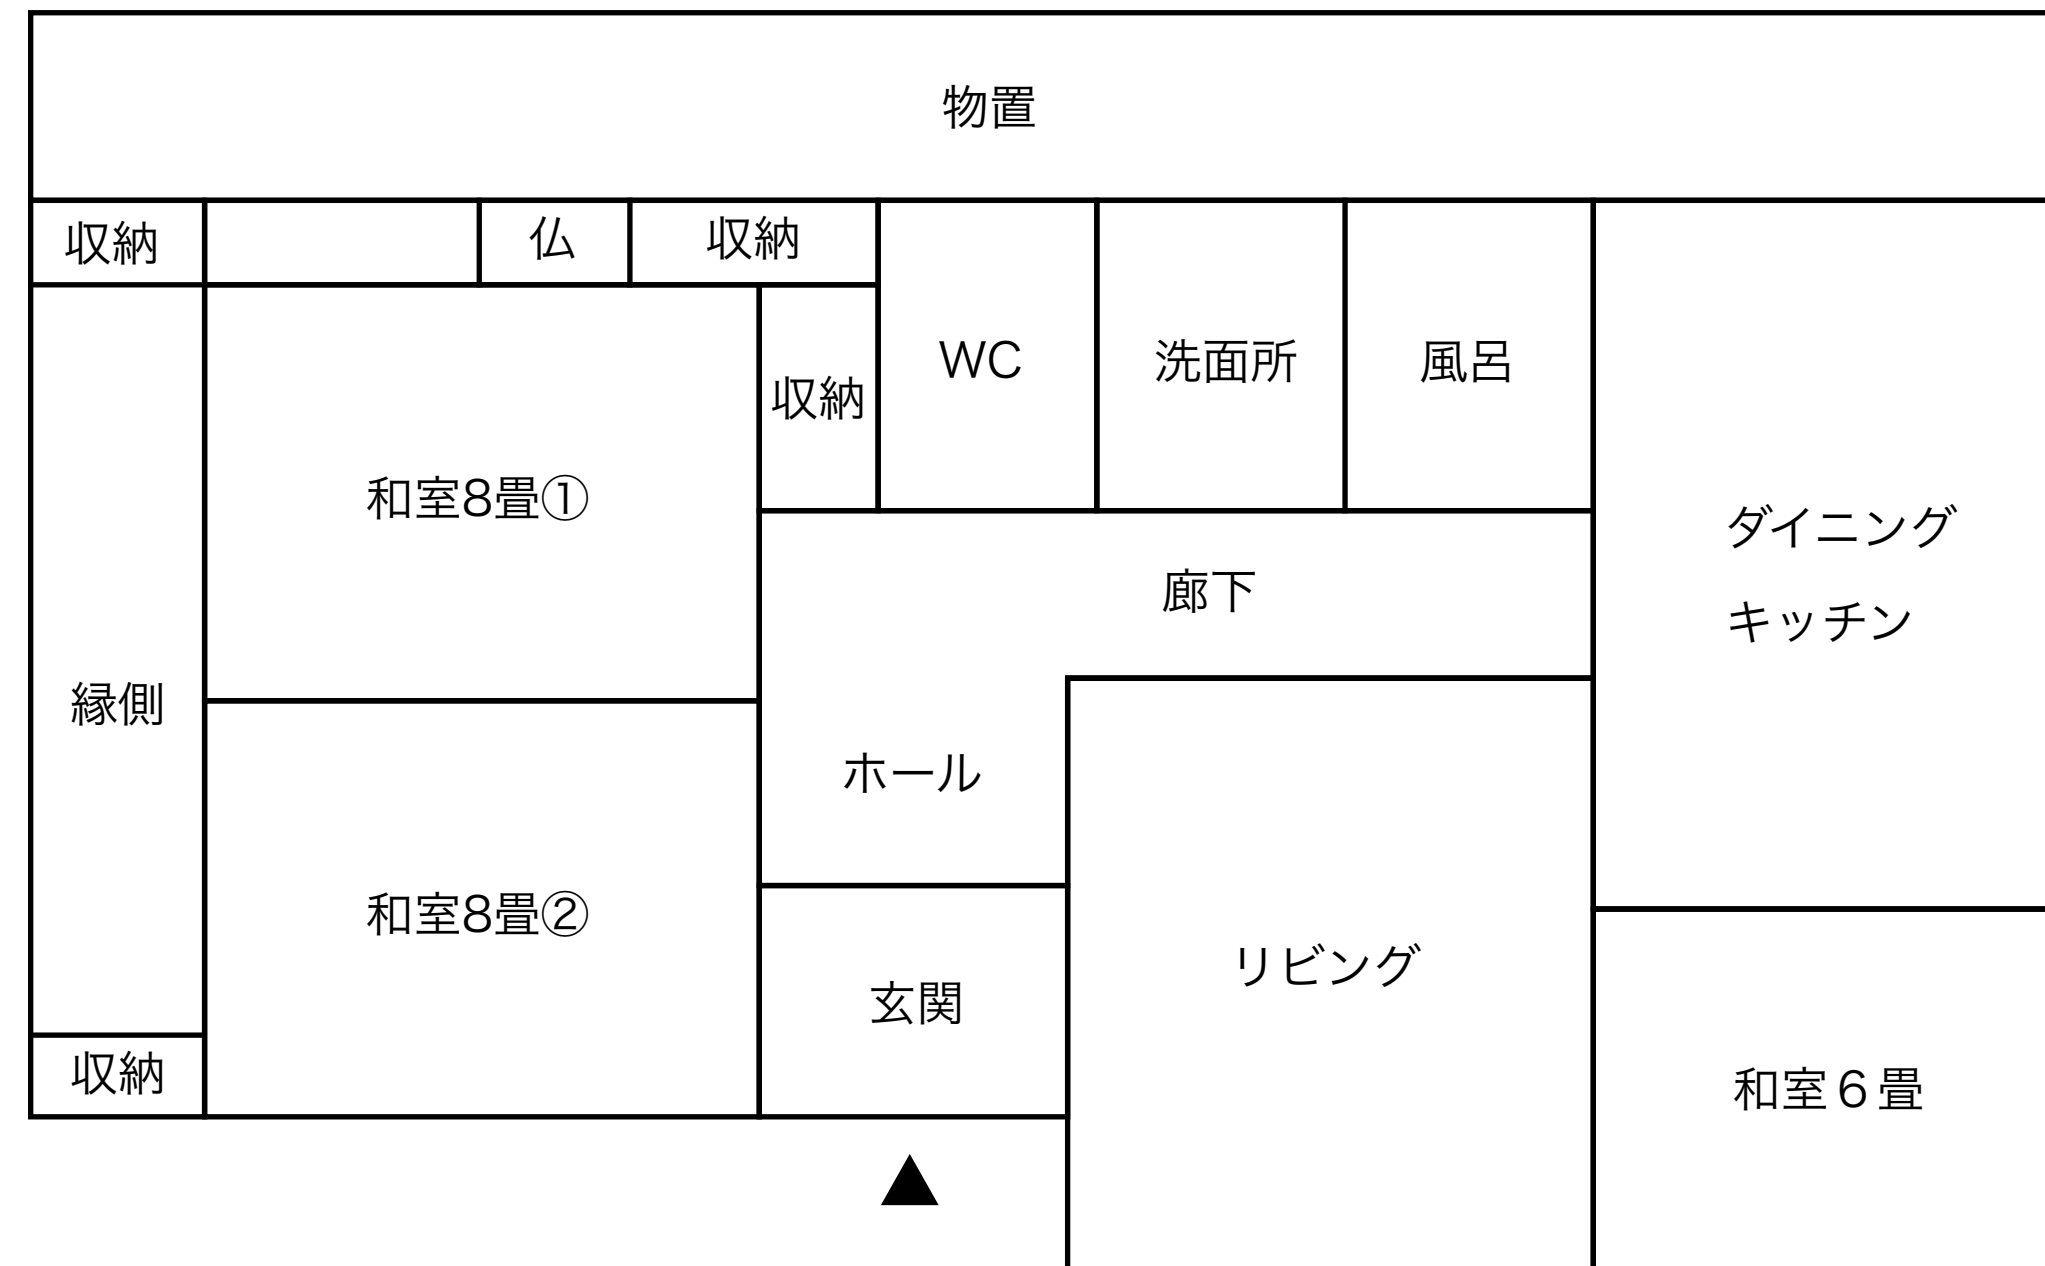 物置
収納
仏
収納
収納
WC
洗面所
風呂
和室8畳①
ダイニング
キッチン
廊下
縁側
ホール
和室8畳②
リビング
玄関
収納
和室６畳